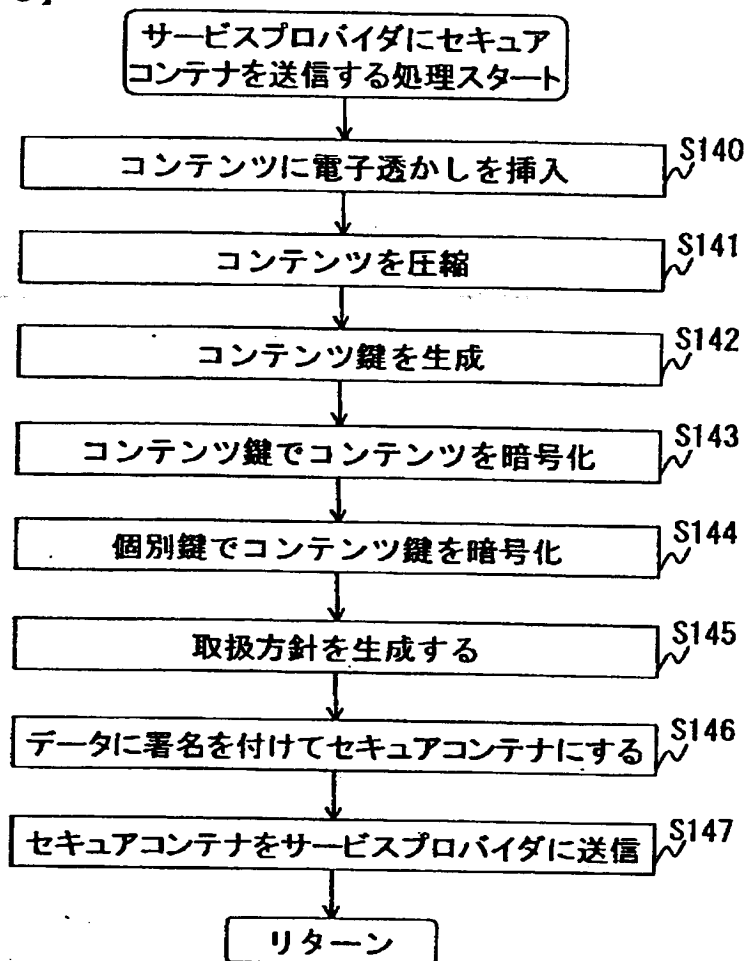 サービスプロバイダにセキュア
コンテナを送信する処理スタート
コンテンツに電子透かしを挿入
S140
コンテンツを圧縮
S141
コンテンツ鍵を生成
S142
コンテンツ鍵でコンテンツを暗号化
S143
個別鍵でコンテンツ鍵を暗号化
S144
取扱方針を生成する
S145
データに署名を付けてセキュアコンテナにする
S146
セキュアコンテナをサービスプロバイダに送信
S147
リターン